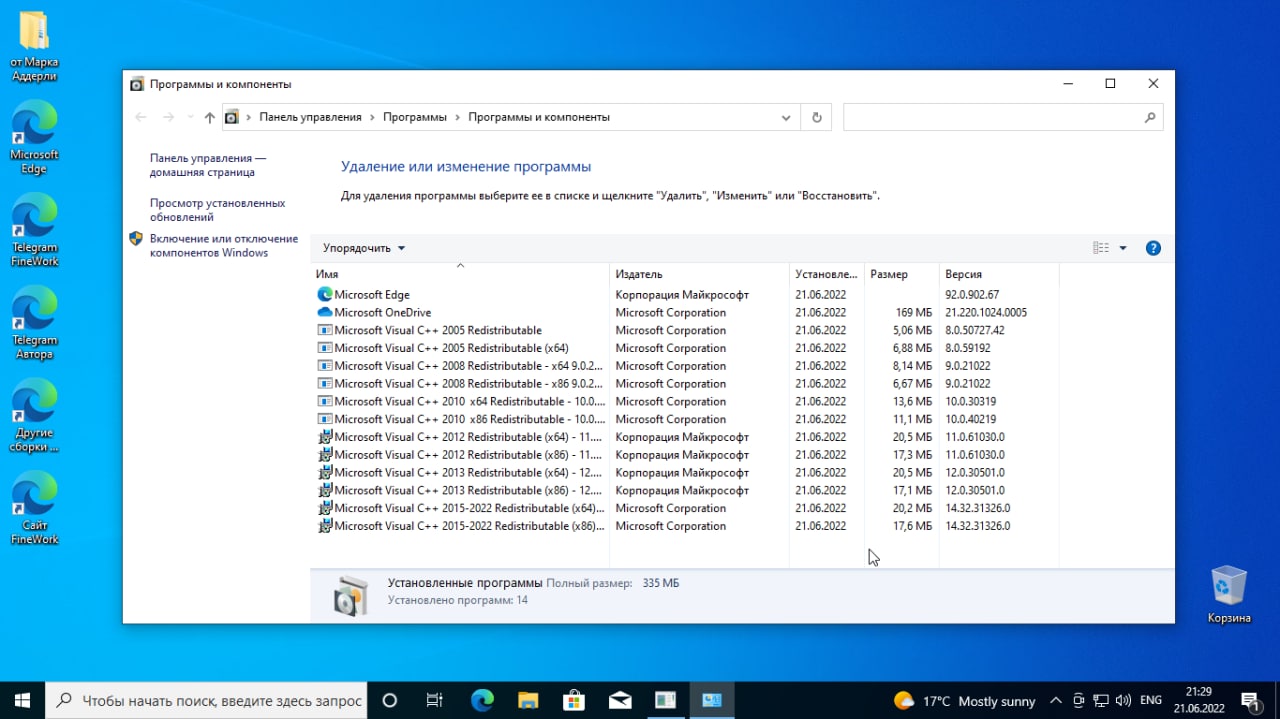 от Марка
Аддерли
Microsoft
Edge
Telegram
FineWork
Telegram
Автора
Другие
сборки ...
Сайт
FineWork
Корзина
Программы и компоненты
Панель управления > Программы > Программы и компоненты
Панель управления —
домашняя страница
Просмотр установленных
обновлений
Включение или отключение
компонентов Windows
Удаление или изменение программы
Для удаления программы выберите ее в списке и щелкните "Удалить", "Изменить" или "Восстановить".
Упорядочить
Имя Издатель Установле... Размер Версия
Microsoft Edge Корпорация Майкрософт 21.06.2022 92.0.902.67
Microsoft OneDrive Microsoft Corporation 21.06.2022 169 МБ 21.220.1024.0005
Microsoft Visual C++ 2005 Redistributable Microsoft Corporation 21.06.2022 5,06 МБ 8.0.50727.42
Microsoft Visual C++ 2005 Redistributable (x64) Microsoft Corporation 21.06.2022 6,88 МБ 8.0.59192
Microsoft Visual C++ 2008 Redistributable - x64 9.0.2... Microsoft Corporation 21.06.2022 8,14 МБ 9.0.21022
Microsoft Visual C++ 2008 Redistributable - x86 9.0.2... Microsoft Corporation 21.06.2022 6,67 МБ 9.0.21022
Microsoft Visual C++ 2010 x64 Redistributable - 10.0.... Microsoft Corporation 21.06.2022 13,6 МБ 10.0.30319
Microsoft Visual C++ 2010 x86 Redistributable - 10.0.... Microsoft Corporation 21.06.2022 11,1 МБ 10.0.40219
Microsoft Visual C++ 2012 Redistributable (x64) - 11.... Корпорация Майкрософт 21.06.2022 20,5 МБ 11.0.61030.0
Microsoft Visual C++ 2012 Redistributable (x86) - 11.... Корпорация Майкрософт 21.06.2022 17,3 МБ 11.0.61030.0
Microsoft Visual C++ 2013 Redistributable (x64) - 12.... Корпорация Майкрософт 21.06.2022 20,5 МБ 12.0.30501.0
Microsoft Visual C++ 2013 Redistributable (x86) - 12.... Корпорация Майкрософт 21.06.2022 17,1 МБ 12.0.30501.0
Microsoft Visual C++ 2015-2022 Redistributable (x64)... Microsoft Corporation 21.06.2022 20,2 МБ 14.32.31326.0
Microsoft Visual C++ 2015-2022 Redistributable (x86)... Microsoft Corporation 21.06.2022 17,6 МБ 14.32.31326.0
Установленные программы Полный размер: 335 МБ
Установлено программ: 14
Чтобы начать поиск, введите здесь запрос
17°C Mostly sunny
ENG
21:29
21.06.2022
1